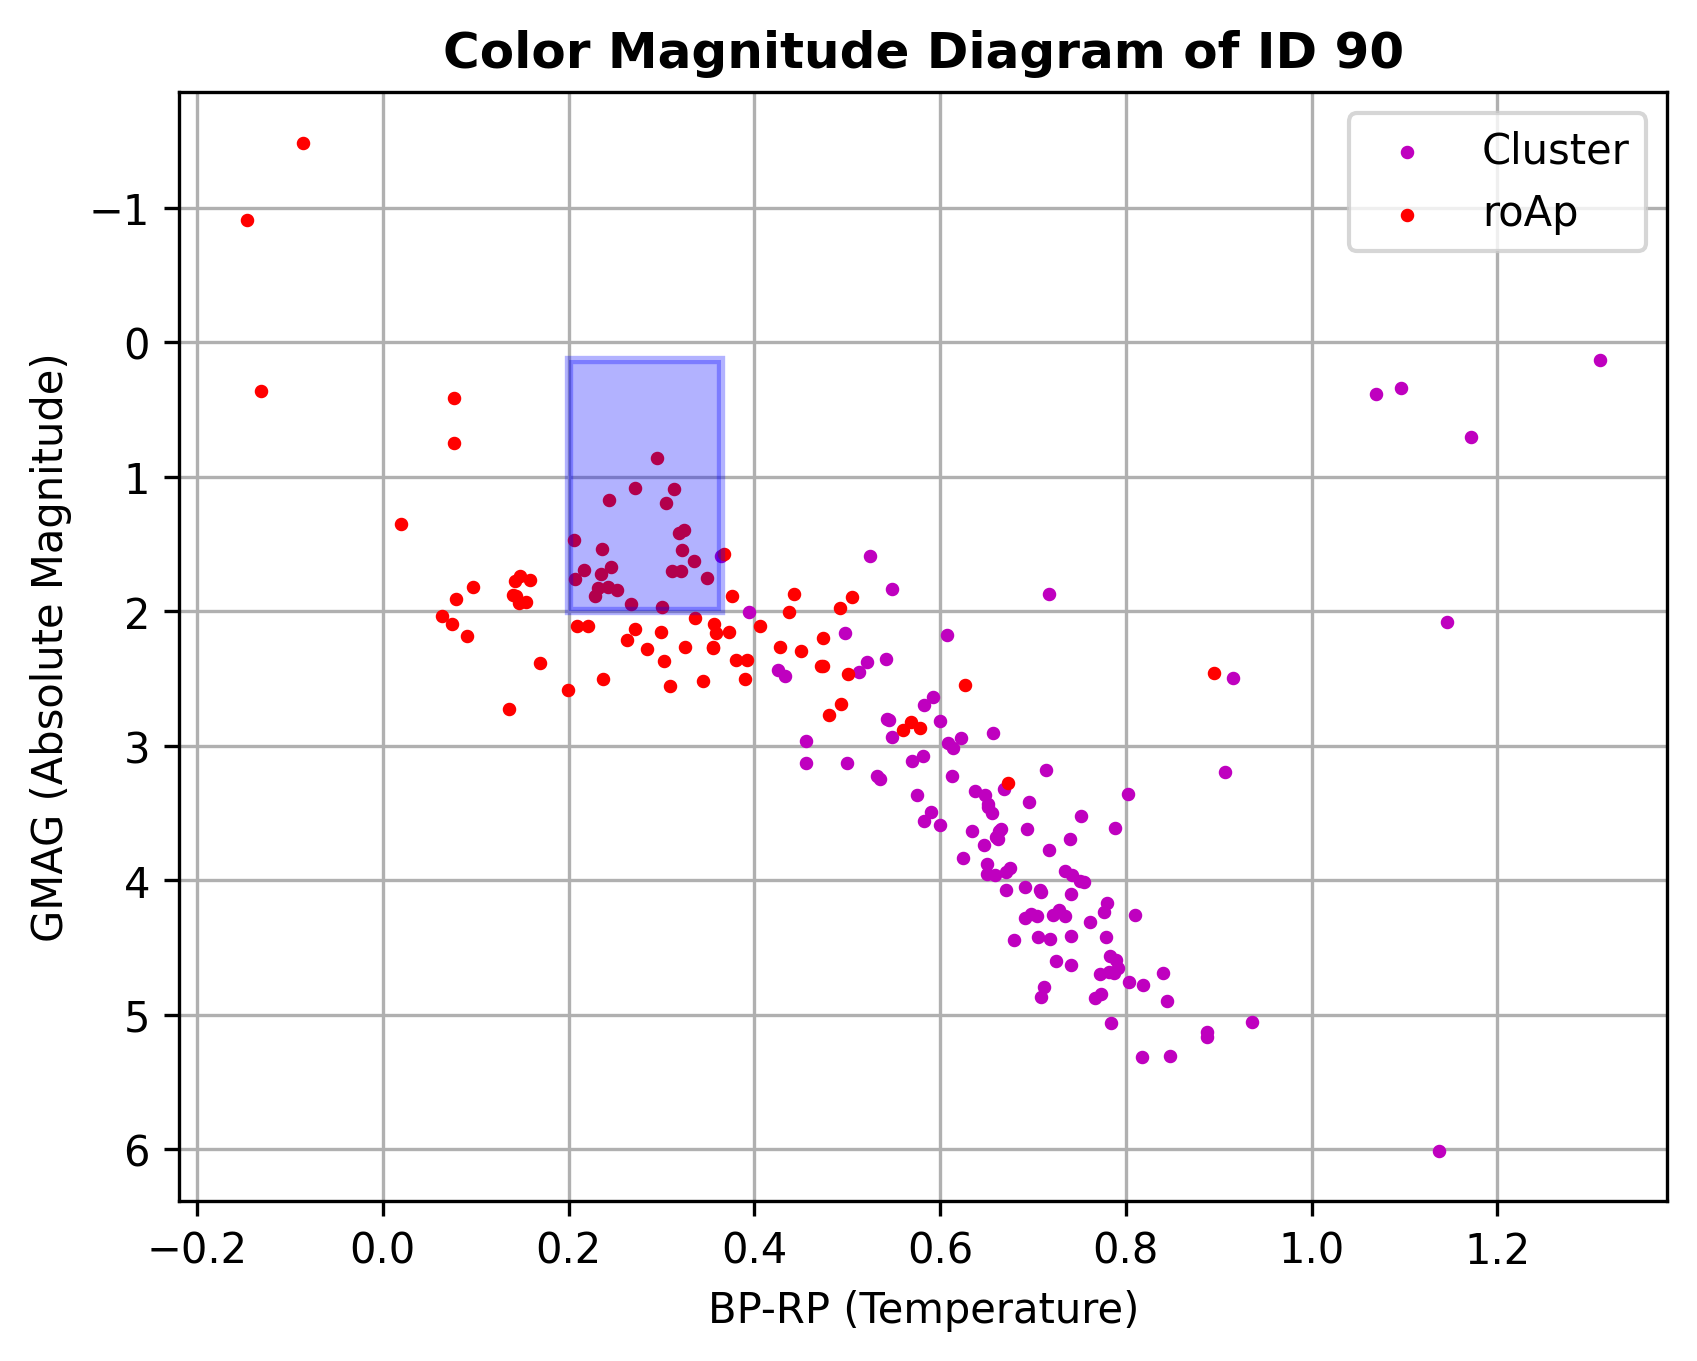 Color Magnitude Diagram of ID 90
Cluster
roAp
GMAG (Absolute Magnitude)
−1
0
1
2
3
4
5
6
−0.2 0.0 0.2 0.4 0.6 0.8 1.0 1.2
BP-RP (Temperature)